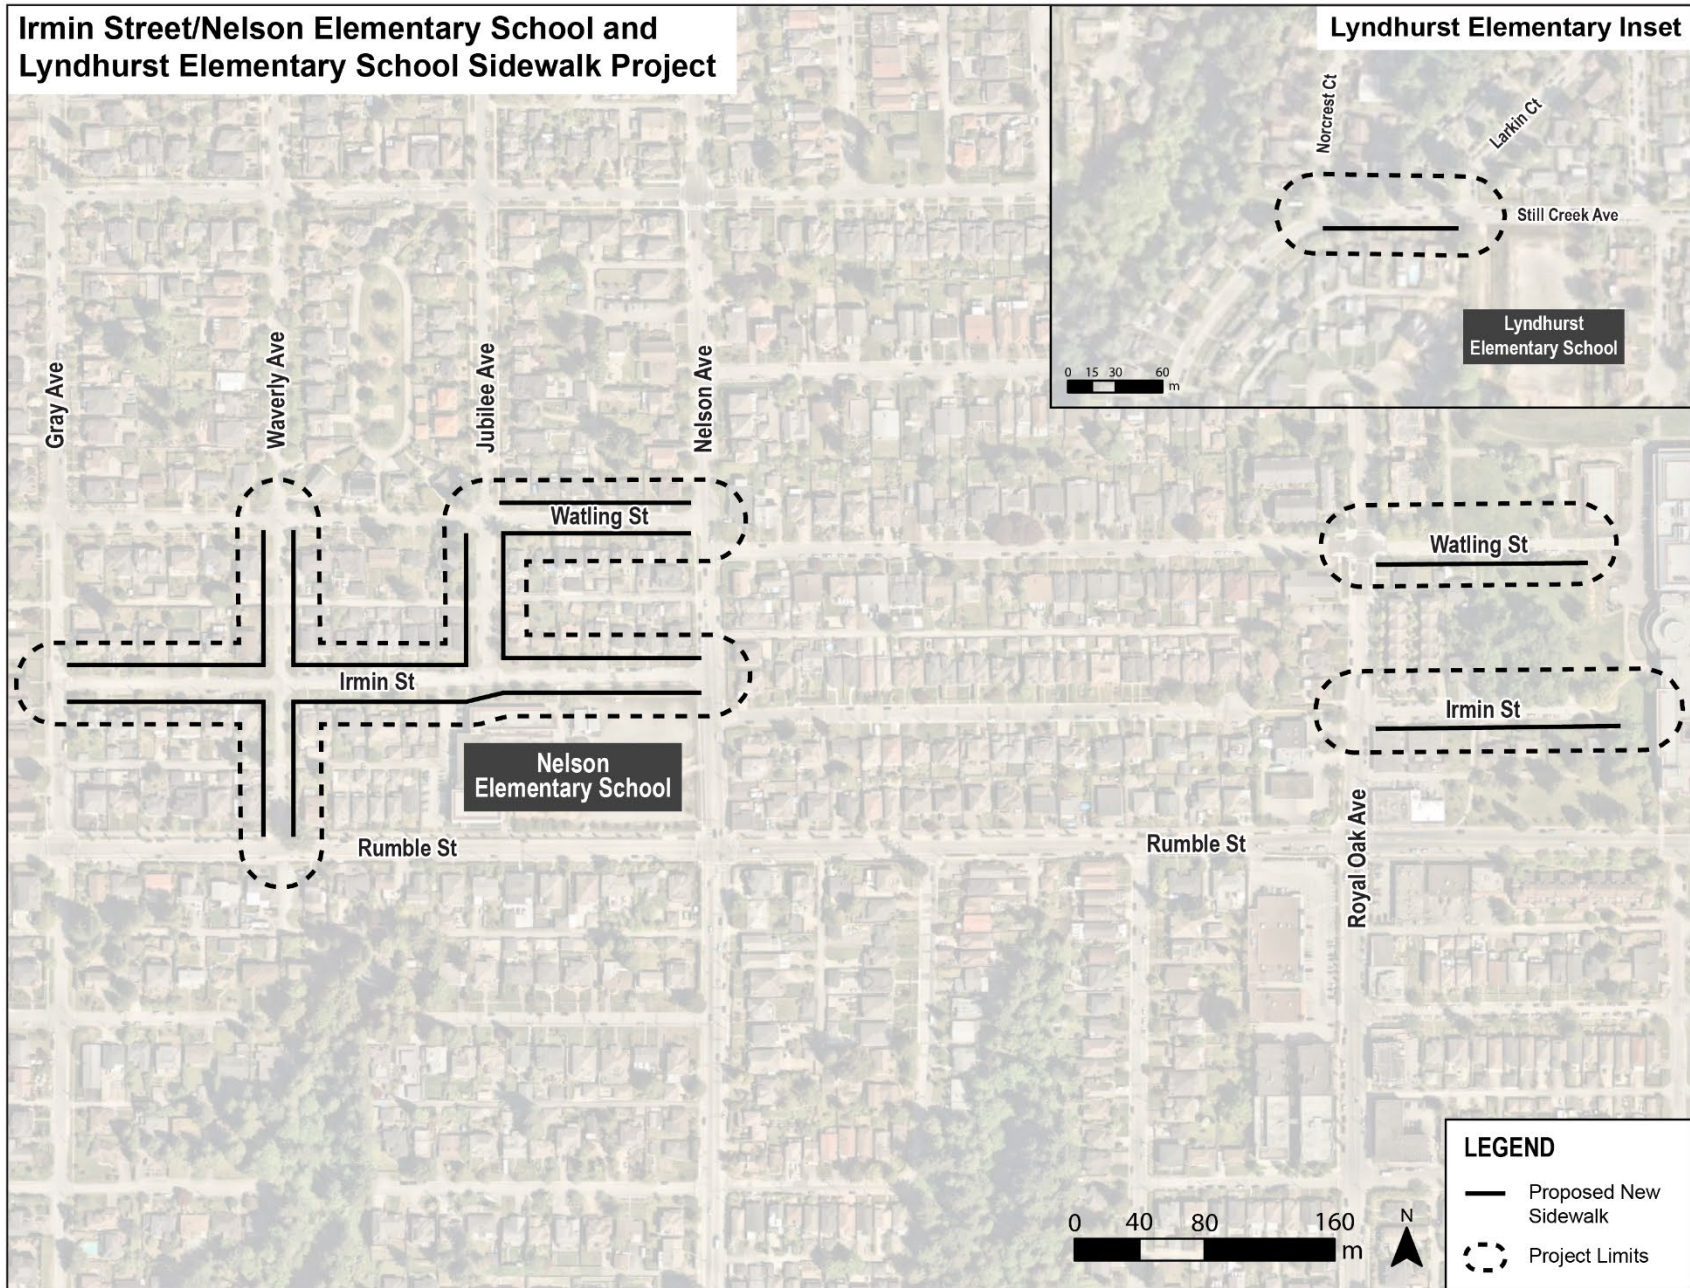 Irmin Street/Nelson Elementary School and
Lyndhurst Elementary School Sidewalk Project
Lyndhurst Elementary Inset
Norcrest Ct
Larkin Ct
Still Creek Ave
Lyndhurst
Elementary School
0 15 30 60
m
Gray Ave
Waverly Ave
Jubilee Ave
Nelson Ave
Watling St
Watling St
Irmin St
Irmin St
Nelson
Elementary School
Rumble St
Rumble St
Royal Oak Ave
LEGEND
Proposed New
Sidewalk
Project Limits
0 40 80 160
m
N